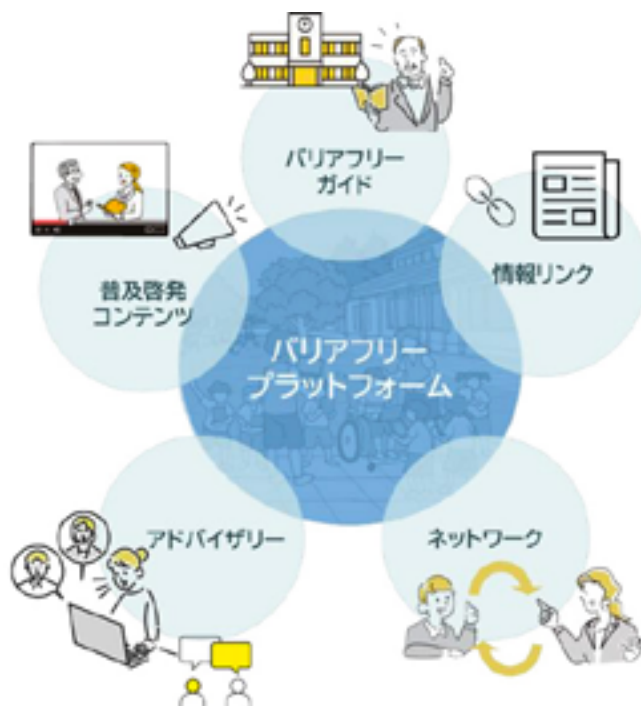 バリアフリー
ガイド
普及啓発
コンテンツ
情報リンク
バリアフリー
プラットフォーム
アドバイザリー
ネットワーク